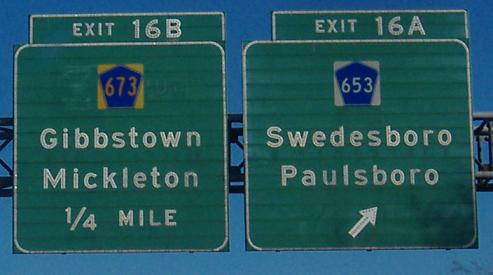 EXIT 16B
673
Gibbstown
Mickleton
1/4 MILE
EXIT 16A
653
Swedesboro
Paulsboro